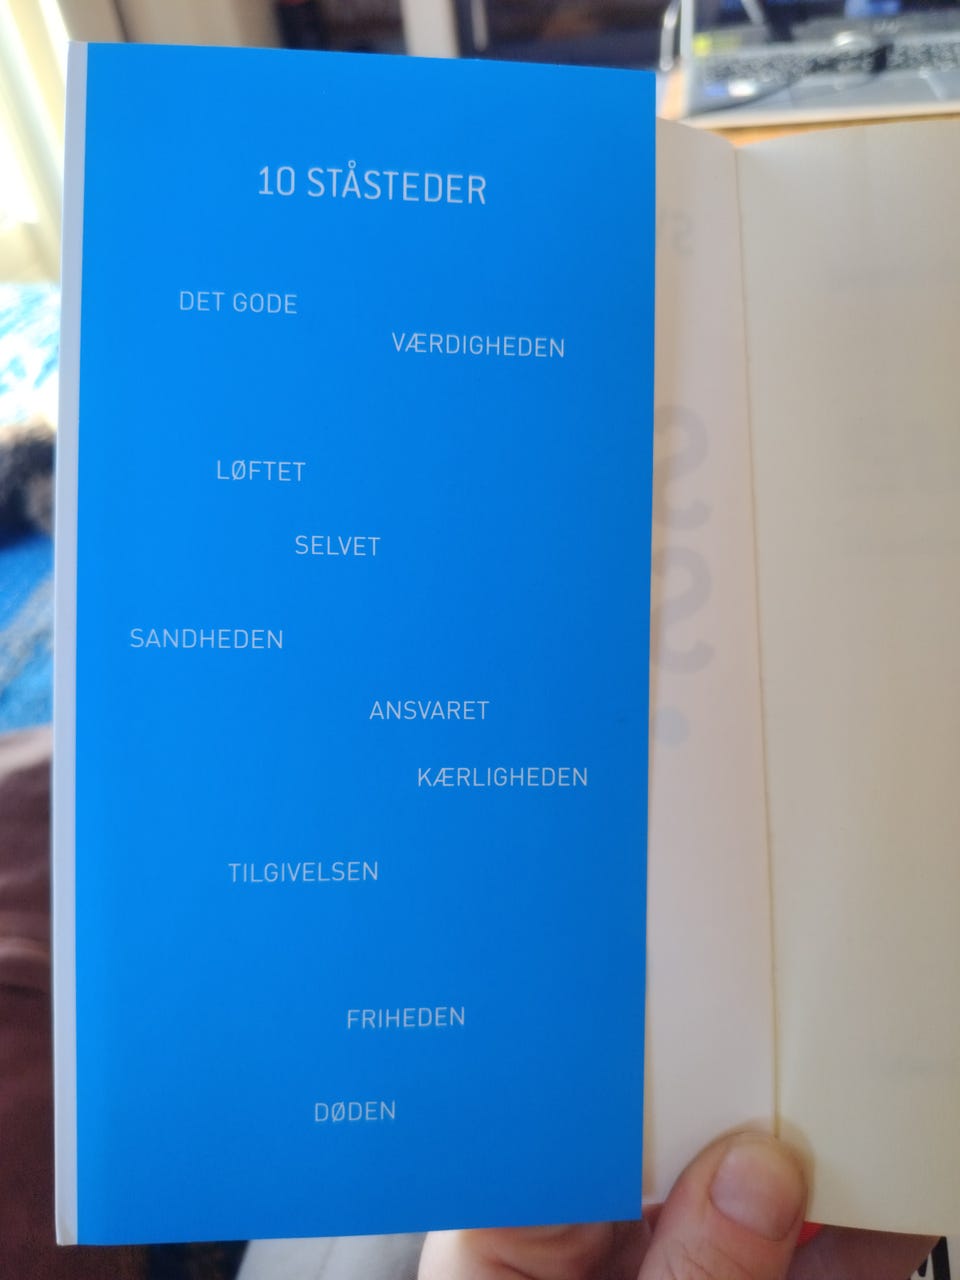 10 STÅSTEDER
DET GODE
VÆRDIGHEDEN
LØFTET
SELVET
SANDHEDEN
ANSVARET
KÆRLIGHEDEN
TILGIVELSEN
FRIHEDEN
DØDEN